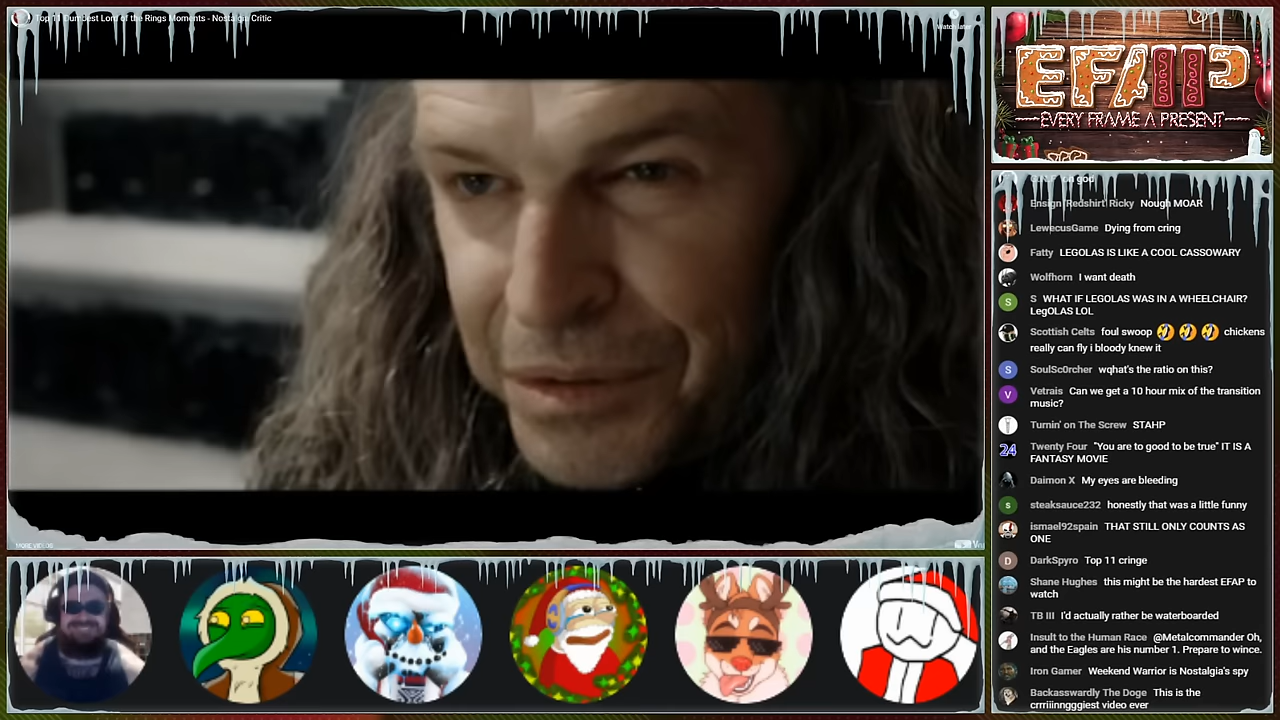 Top 11 Dumbest Lord of the Rings Moments - Nostalgia Critic
Watch later
MORE VIDEOS
EFAP
EVERY FRAME A PRESENT
a god
Ensign 'Redshirt' Ricky Nough MOAR
LewecusGame Dying from cring
Fatty LEGOLAS IS LIKE A COOL CASSOWARY
Wolfhorn I want death
S
S WHAT IF LEGOLAS WAS IN A WHEELCHAIR?
LegOLAS LOL
Scottish Celts foul swoop 🤣 🤣 🤣 chickens
really can fly i bloody knew it
S
SoulSc0rcher wqhat's the ratio on this?
V
Vetrais Can we get a 10 hour mix of the transition
music?
Turnin' on The Screw STAHP
24
Twenty Four "You are to good to be true" IT IS A
FANTASY MOVIE
Daimon X My eyes are bleeding
s
steaksauce232 honestly that was a little funny
ismael92spain THAT STILL ONLY COUNTS AS
ONE
D
DarkSpyro Top 11 cringe
Shane Hughes this might be the hardest EFAP to
watch
TB III I'd actually rather be waterboarded
Insult to the Human Race @Metalcommander Oh,
and the Eagles are his number 1. Prepare to wince.
Iron Gamer Weekend Warrior is Nostalgia's spy
Backasswardly The Doge This is the
crrriiinngggiest video ever